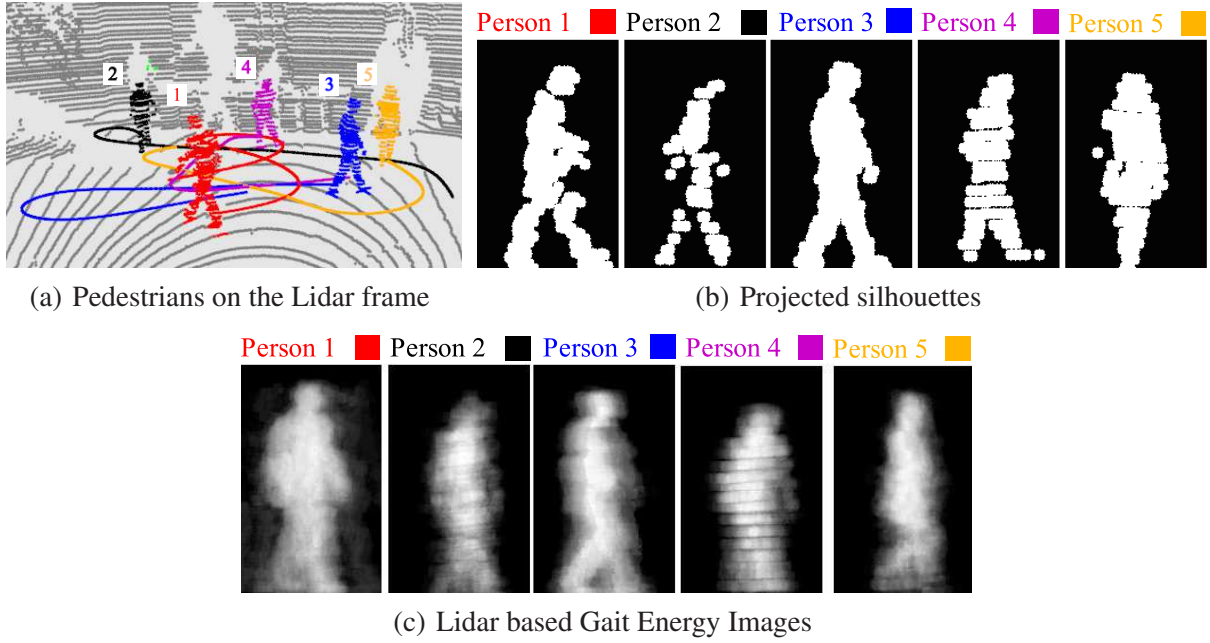 2
1
4
3
5
Person 1
Person 2
Person 3
Person 4
Person 5
(a) Pedestrians on the Lidar frame
(b) Projected silhouettes
Person 1
Person 2
Person 3
Person 4
Person 5
(c) Lidar based Gait Energy Images